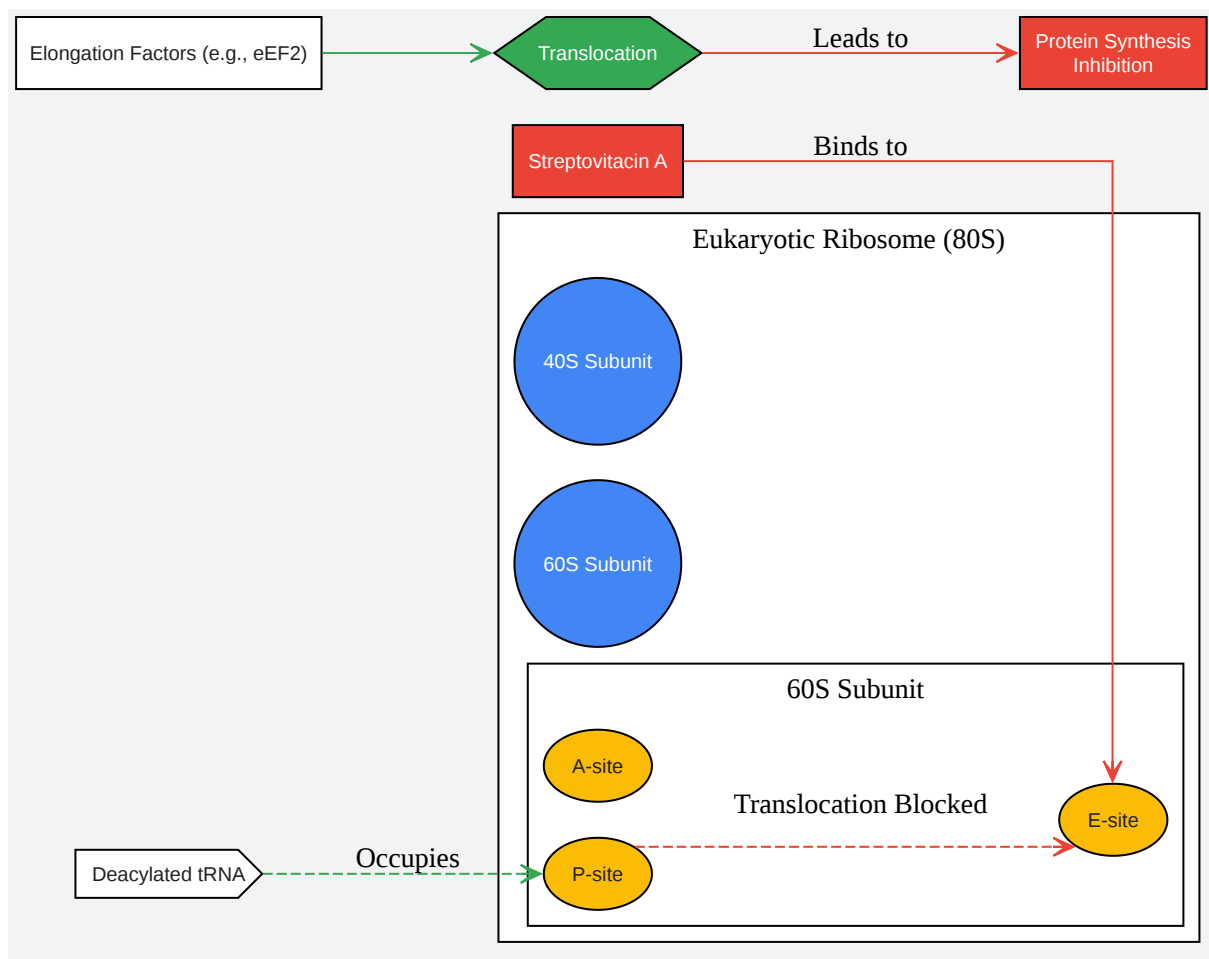 Elongation Factors (e.g., eEF2)
Translocation
Leads to
Protein Synthesis
Inhibition
Streptovitacin A
Binds to
Eukaryotic Ribosome (80S)
40S Subunit
60S Subunit
60S Subunit
A-site
Translocation Blocked
E-site
Deacylated tRNA
Occupies
P-site